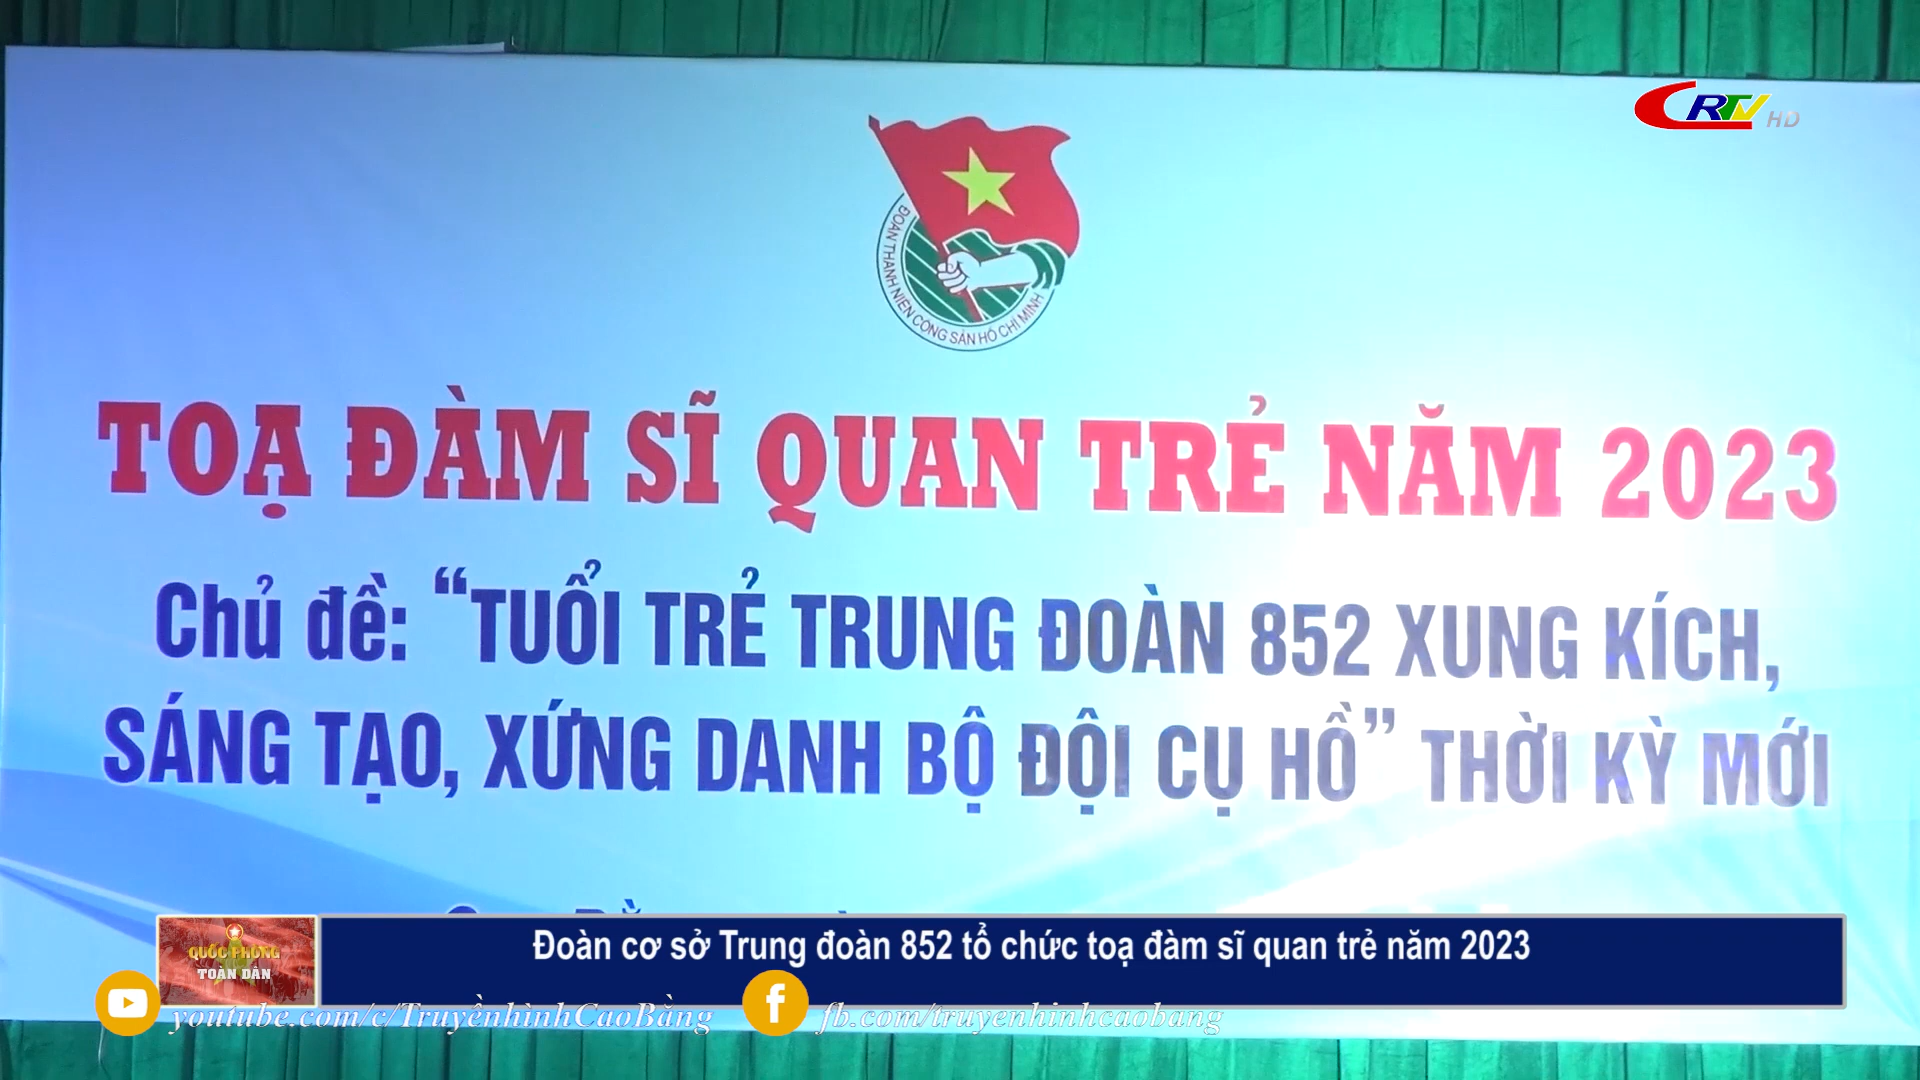 CRTV HD
ĐOÀN THANH NIÊN CỘNG SẢN HỒ CHÍ MINH
TOẠ ĐÀM SĨ QUAN TRẺ NĂM 2023
Chủ đề: “TUỔI TRẺ TRUNG ĐOÀN 852 XUNG KÍCH,
SÁNG TẠO, XỨNG DANH BỘ ĐỘI CỤ HỒ” THỜI KỲ MỚI
QUỐC PHÒNG
TOÀN DÂN
Đoàn cơ sở Trung đoàn 852 tổ chức toạ đàm sĩ quan trẻ năm 2023
youtube.com/c/TruyềnhìnhCaoBằng
fb.com/truyenhinhcaobang